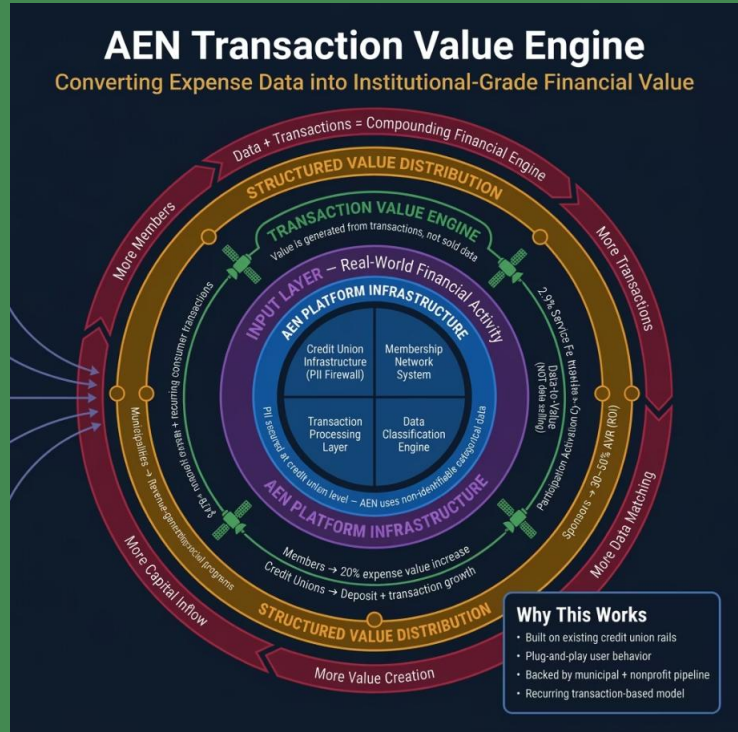 AEN Transaction Value Engine
Converting Expense Data into Institutional-Grade Financial Value
Data + Transactions = Compounding Financial Engine
More Members
More Transactions
STRUCTURED VALUE DISTRIBUTION
TRANSACTION VALUE ENGINE
Value is generated from transactions, not sold data
INPUT LAYER – Real-World Financial Activity
AEN PLATFORM INFRASTRUCTURE
Credit Union
Infrastructure
(PII Firewall)
Membership
Network
System
Transaction
Processing
Layer
Data
Classification
Engine
PII secured at credit union level – AEN uses non-identifiable categorical data
AEN PLATFORM INFRASTRUCTURE
2.9% Service Fe
Data-to-Value
(NOT data selling)
Participation Activation
+ recurring consumer transactions
Municipalities → 
programs
Sponsors → 30–50% AVR (ROI)
Members → 20% expense value increase
Credit Unions → Deposit + transaction growth
STRUCTURED VALUE DISTRIBUTION
More Data Matching
More Capital Inflow
More Value Creation
Why This Works
• Built on existing credit union rails
• Plug-and-play user behavior
• Backed by municipal + nonprofit pipeline
• Recurring transaction-based model